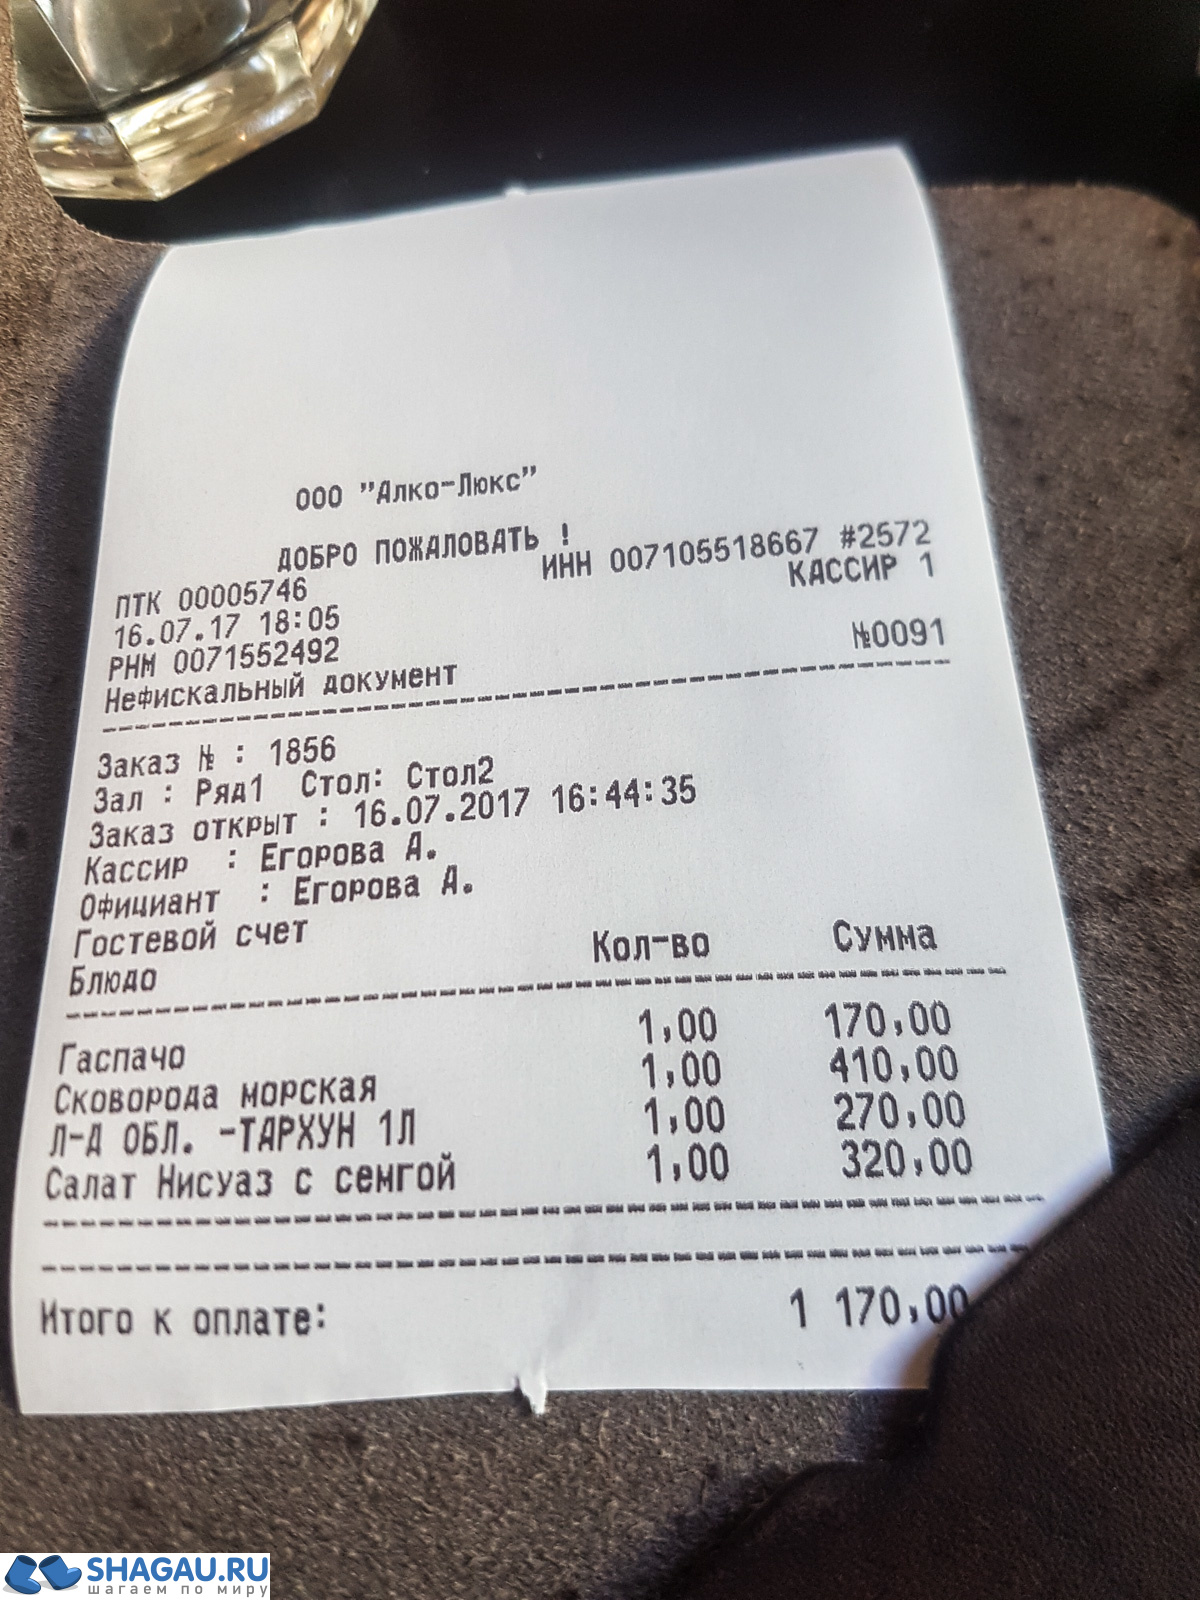 ООО "Алко-Люкс"
ДОБРО ПОЖАЛОВАТЬ !
ПТК 00005746 ИНН 007105518667 #2572
16.07.17 18:05 КАССИР 1
РНМ 0071552492
Нефискальный документ №0091
Заказ № : 1856
Зал : Ряд1 Стол: Стол2
Заказ открыт : 16.07.2017 16:44:35
Кассир : Егорова А.
Официант : Егорова А.
Гостевой счет
Блюдо Кол-во Сумма
Гаспачо 1,00 170,00
Сковорода морская 1,00 410,00
Л-Д ОБЛ. -ТАРХУН 1Л 1,00 270,00
Салат Нисуаз с семгой 1,00 320,00
Итого к оплате: 1 170,00
SHAGAU.RU
шагаем по миру